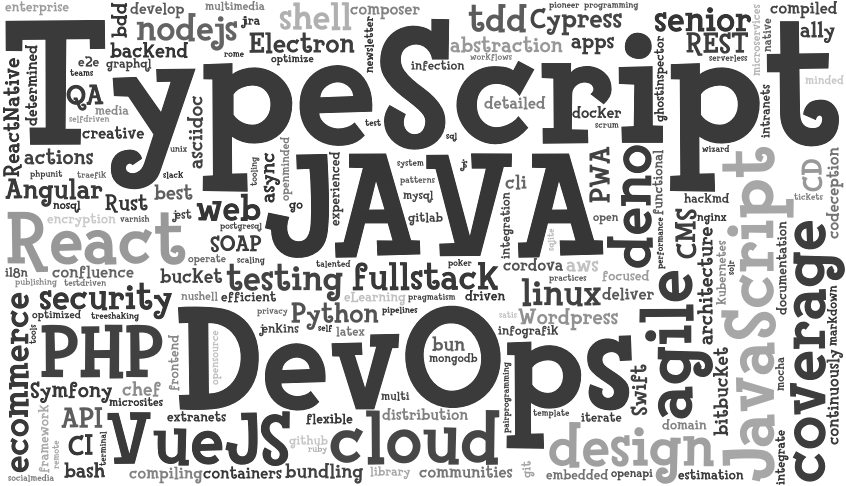 enterprise
bdd
develop
multimedia
jra
shell
composer
newsletter
tdd
pioneer
programming
Cypress
apps
senior
REST
serverless
microservices
native
compiled
ally
nodejs
backend
graphql
rome
Electron
optimize
abstraction
workflows
infection
ghostinspector
minded
TypeScript
ReactNative
determined
e2e
teams
QA
media
selfdriven
creative
asciidoc
unix
slack
test
sql
detailed
docker
scrum
intranets
wizard
actions
phpunit
traefik
Angular
nosql
Rust
best
encryption
varnish
jest
web
postgresql
tooling
async
openminded
go
JAVA
experienced
system
js
patterns
mysql
gitlab
cli
integration
sqlite
PWA
open
deno
functional
performance
hackmd
nginx
CMS
JavaScript
CD
tickets
codeception
React
SOAP
operate
scaling
talented
poker
cordova
aws
practices
focused
architecture
Kubernetes
solr
documentation
i18n
confluence
publishing
testdriven
bucket
testing
fullstack
linux
deliver
agile
coverage
markdown
continuously
security
nushell
efficient
eLearning
pragmatism
driven
optimized
treeshaking
privacy
Python
pipelines
satis
Wordpress
infografik
ecommerce
tools
PHP
frontend
opensource
DevOps
jenkins
self
latex
bun
mongodb
pairprogramming
Swift
bitbucket
mocha
Symfony
chef
microsites
multi
template
iterate
domain
framework
remote
API
CI
terminal
bash
VueJS
extranets
github
ruby
flexible
distribution
cloud
design
integrate
socialmedia
compiling
containers
bundling
library
communities
git
embedded
openapi
estimation